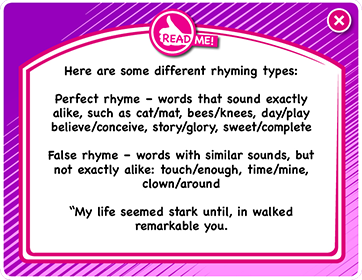 READ ME!
Here are some different rhyming types:
Perfect rhyme – words that sound exactly
alike, such as cat/mat, bees/knees, day/play
believe/conceive, story/glory, sweet/complete
False rhyme – words with similar sounds, but
not exactly alike: touch/enough, time/mine,
clown/around
"My life seemed stark until, in walked
remarkable you.